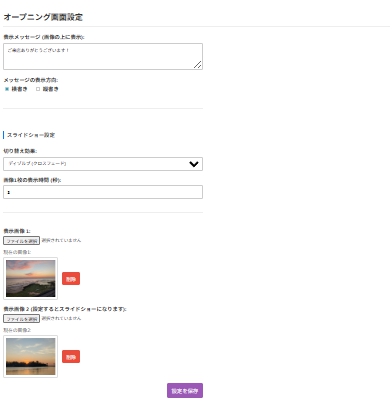 オープニング画面設定
表示メッセージ (画像の上に表示):
ご来店ありがとうございます！
メッセージの表示方向:
横書き 縦書き
スライドショー設定
切り替え効果:
ディゾルブ (クロスフェード)
画像1枚の表示時間 (秒):
表示画像 1:
ファイルを選択 選択されていません
現在の画像1:
削除
表示画像 2 (設定するとスライドショーになります):
ファイルを選択 選択されていません
現在の画像2:
削除
設定を保存